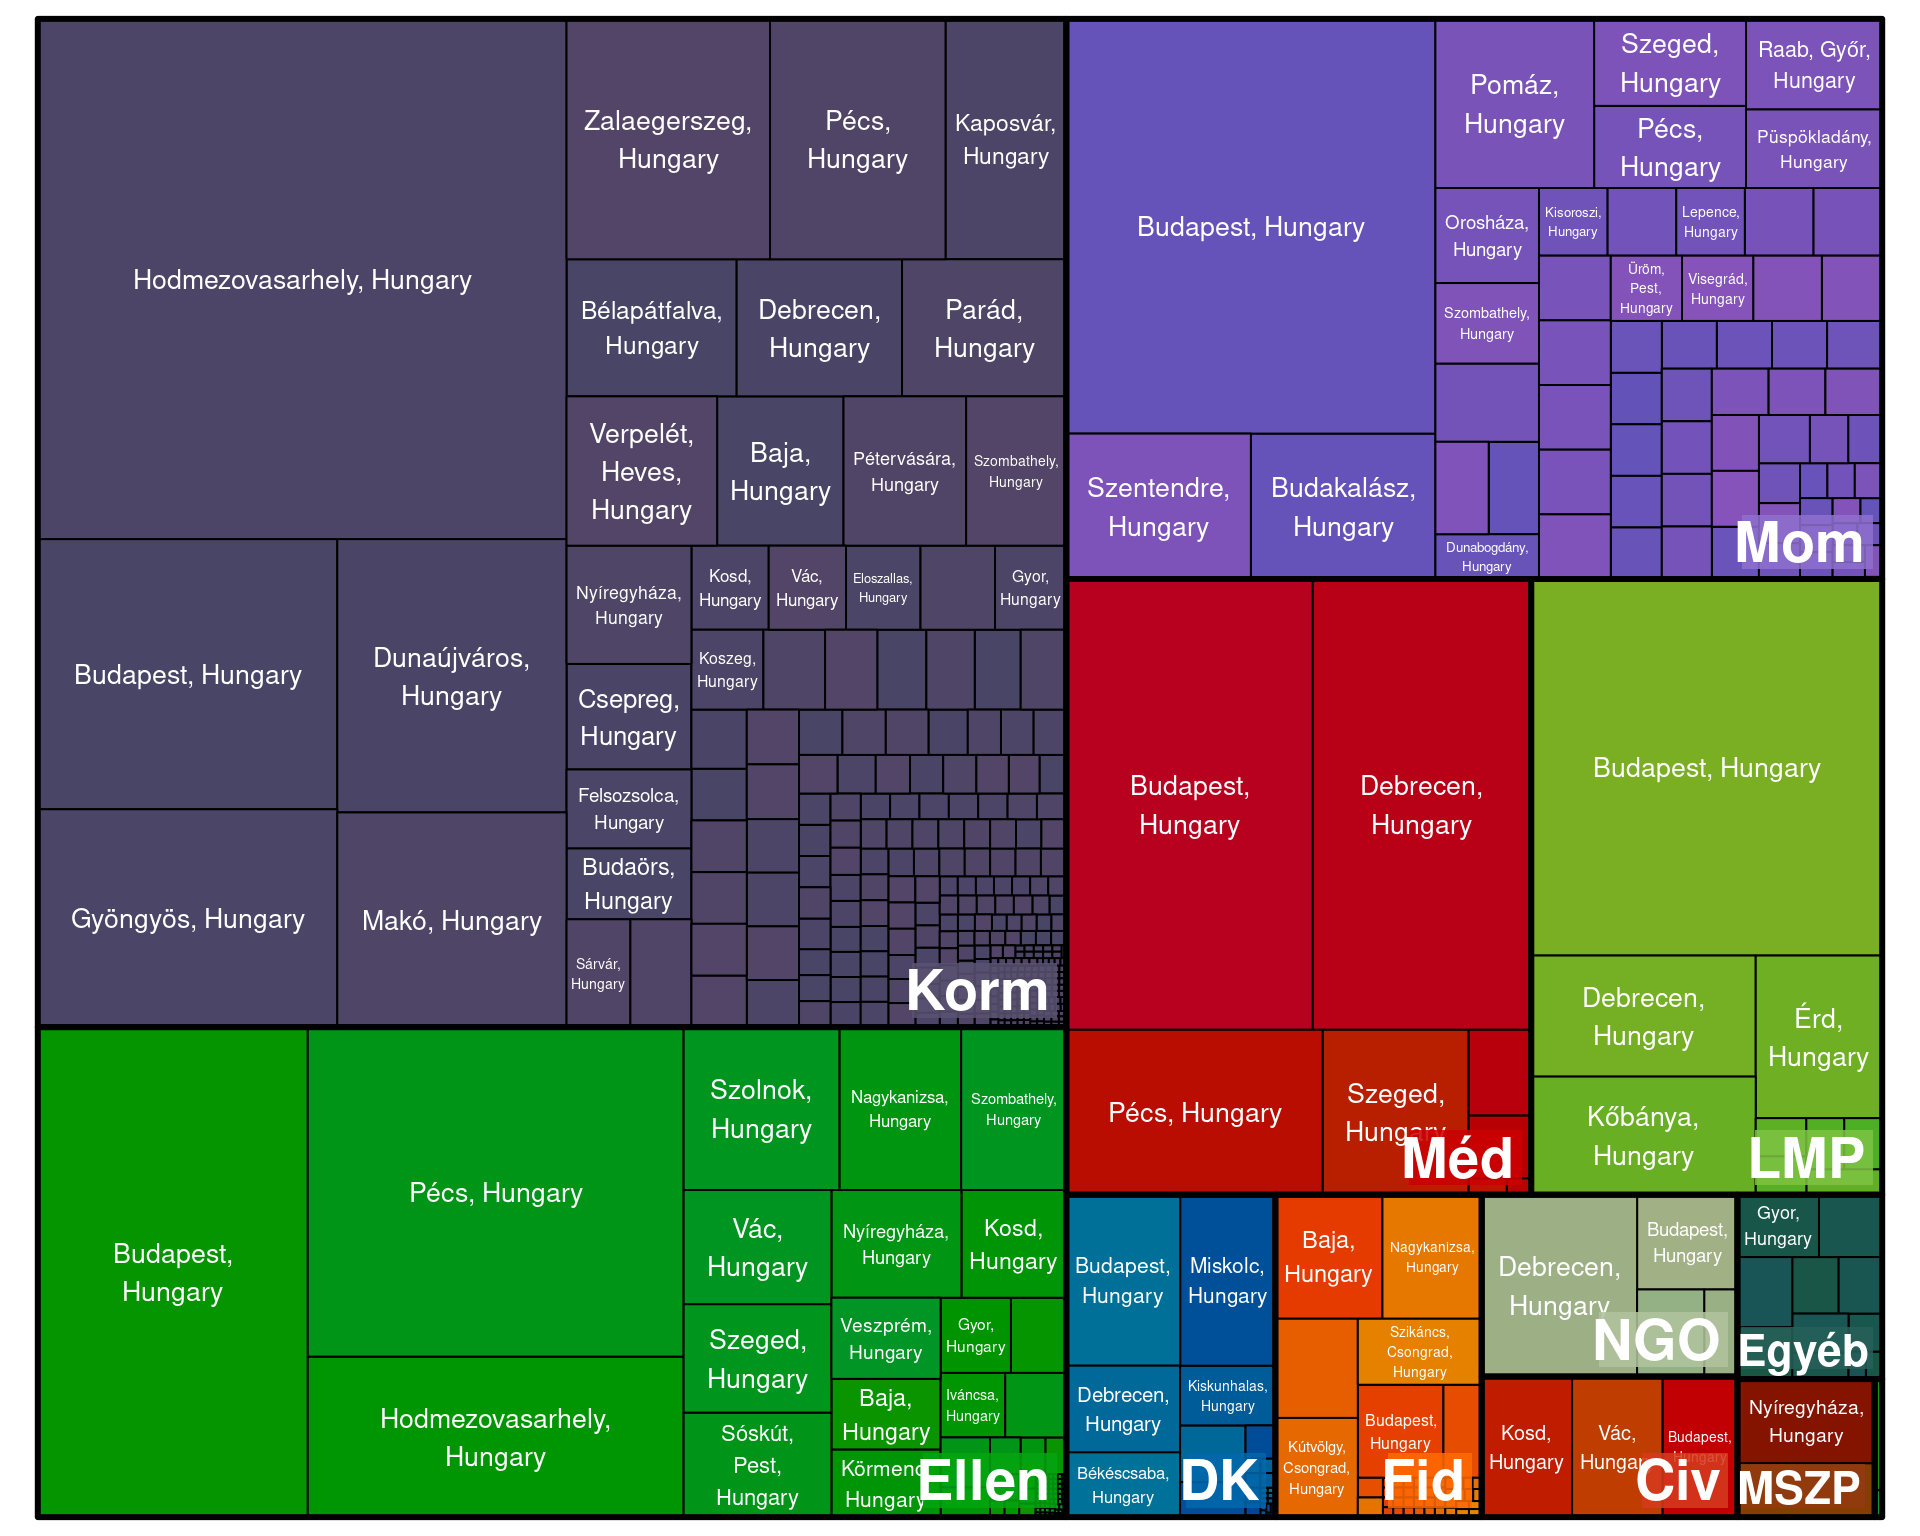 Hodmezovasarhely, Hungary
Zalaegerszeg,
Hungary
Pécs,
Hungary
Kaposvár,
Hungary
Bélapátfalva,
Hungary
Debrecen,
Hungary
Parád,
Hungary
Verpelét,
Heves,
Hungary
Baja,
Hungary
Pétervására,
Hungary
Szombathely,
Hungary
Budapest, Hungary
Dunaújváros,
Hungary
Gyöngyös, Hungary
Makó, Hungary
Nyíregyháza,
Hungary
Kosd,
Hungary
Vác,
Hungary
Eloszallas,
Hungary
Gyor,
Hungary
Koszeg,
Hungary
Csepreg,
Hungary
Felsozsolca,
Hungary
Budaörs,
Hungary
Sárvár,
Hungary
Korm
Budapest, Hungary
Pomáz,
Hungary
Szeged,
Hungary
Raab, Győr,
Hungary
Pécs,
Hungary
Püspökladány,
Hungary
Orosháza,
Hungary
Kisoroszi,
Hungary
Lepence,
Hungary
Üröm,
Pest,
Hungary
Visegrád,
Hungary
Szombathely,
Hungary
Szentendre,
Hungary
Budakalász,
Hungary
Dunabogdány,
Hungary
Mom
Budapest,
Hungary
Debrecen,
Hungary
Pécs, Hungary
Szeged,
Hungary
Méd
Budapest, Hungary
Debrecen,
Hungary
Érd,
Hungary
Kőbánya,
Hungary
LMP
Budapest,
Hungary
Pécs, Hungary
Hodmezovasarhely,
Hungary
Szolnok,
Hungary
Nagykanizsa,
Hungary
Szombathely,
Hungary
Vác,
Hungary
Nyíregyháza,
Hungary
Kosd,
Hungary
Szeged,
Hungary
Veszprém,
Hungary
Gyor,
Hungary
Baja,
Hungary
Iváncsa,
Hungary
Sóskút,
Pest,
Hungary
Körmend,
Hungary
Ellen
Budapest,
Hungary
Miskolc,
Hungary
Debrecen,
Hungary
Kiskunhalas,
Hungary
Békéscsaba,
Hungary
DK
Baja,
Hungary
Nagykanizsa,
Hungary
Szikáncs,
Csongrad,
Hungary
Budapest,
Hungary
Kútvölgy,
Csongrad,
Hungary
Fid
Debrecen,
Hungary
Budapest,
Hungary
NGO
Gyor,
Hungary
Egyéb
Kosd,
Hungary
Vác,
Hungary
Budapest,
Hungary
Civ
Nyíregyháza,
Hungary
MSZP